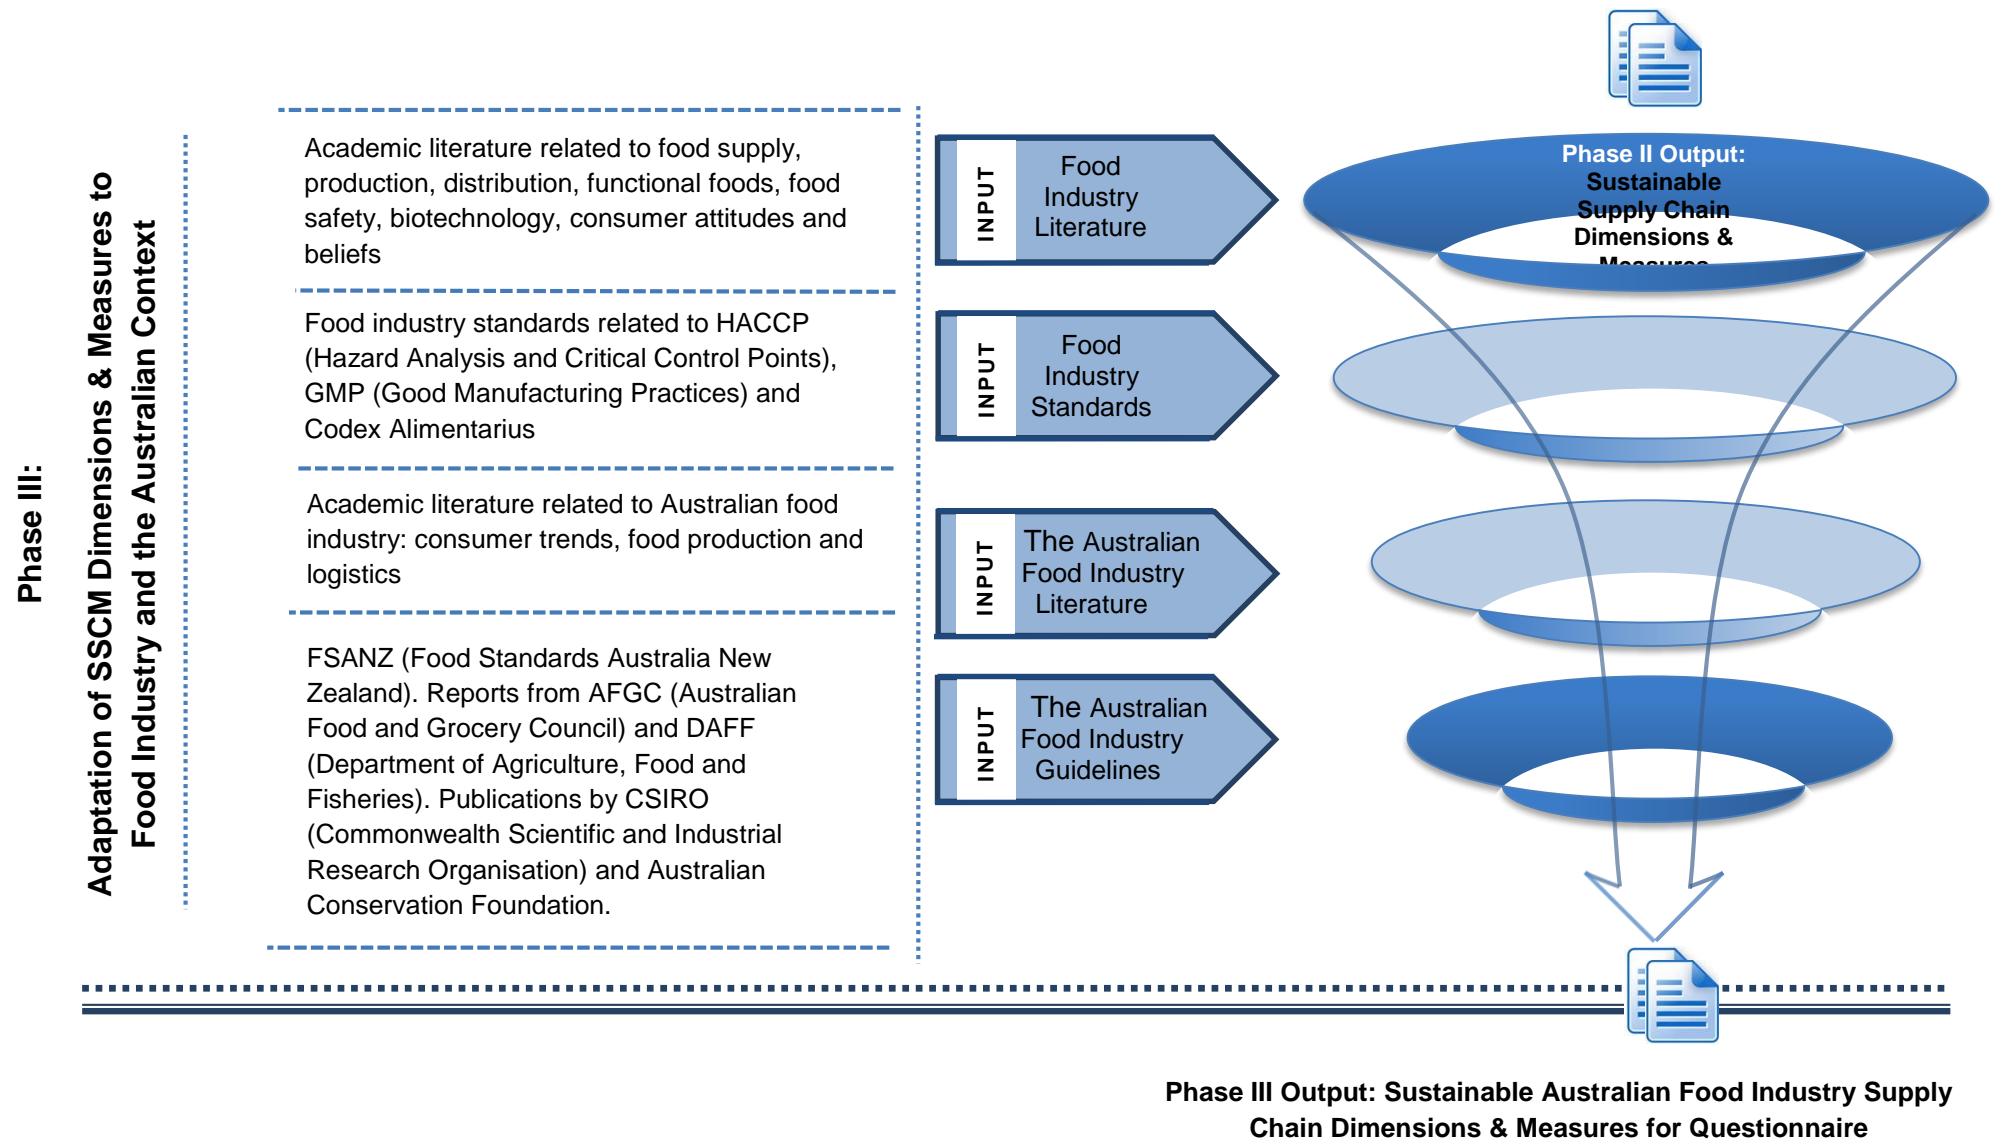 Phase III:
Adaptation of SSCM Dimensions & Measures to
Food Industry and the Australian Context
Academic literature related to food supply,
production, distribution, functional foods, food
safety, biotechnology, consumer attitudes and
beliefs
Food industry standards related to HACCP
(Hazard Analysis and Critical Control Points),
GMP (Good Manufacturing Practices) and
Codex Alimentarius
Academic literature related to Australian food
industry: consumer trends, food production and
logistics
FSANZ (Food Standards Australia New
Zealand). Reports from AFGC (Australian
Food and Grocery Council) and DAFF
(Department of Agriculture, Food and
Fisheries). Publications by CSIRO
(Commonwealth Scientific and Industrial
Research Organisation) and Australian
Conservation Foundation.
INPUT
Food
Industry
Literature
INPUT
Food
Industry
Standards
INPUT
The Australian
Food Industry
Literature
INPUT
The Australian
Food Industry
Guidelines
Phase II Output:
Sustainable
Supply Chain
Dimensions &
Measures
Phase III Output: Sustainable Australian Food Industry Supply
Chain Dimensions & Measures for Questionnaire